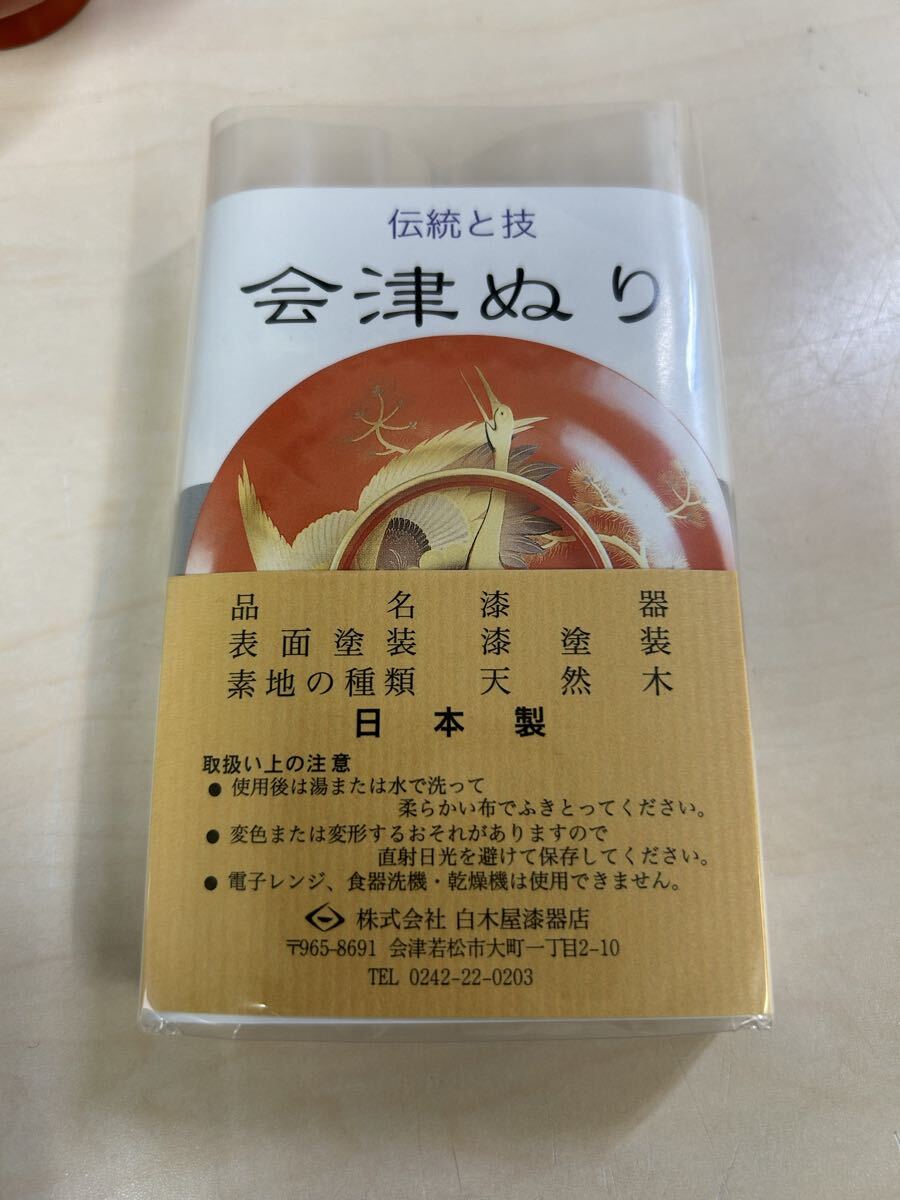 伝統と技
会津ぬり
品名 漆器
表面塗装 漆塗装
素地の種類 天然木
日本製
取扱い上の注意
● 使用後は湯または水で洗って
柔らかい布でふきとってください。
● 変色または変形するおそれがありますので
直射日光を避けて保存してください。
● 電子レンジ、食器洗機・乾燥機は使用できません。
株式会社 白木屋漆器店
〒965-8691 会津若松市大町一丁目2-10
TEL 0242-22-0203